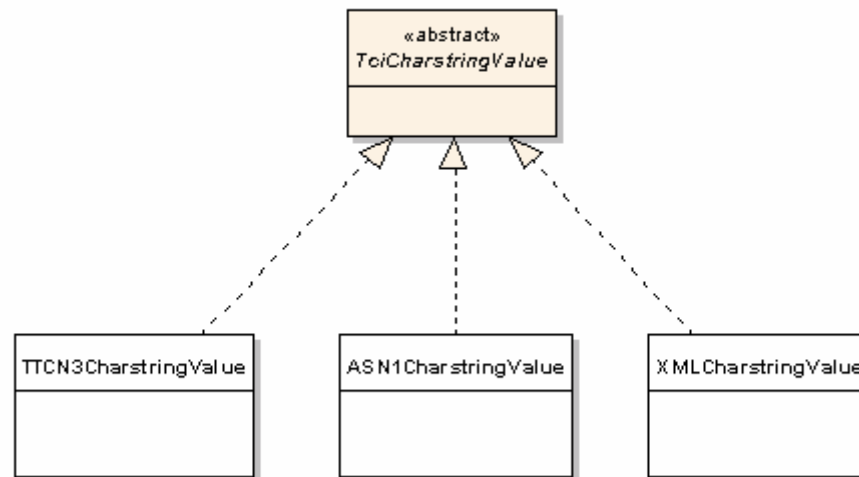 «abstract»
TciCharstringValue
TTCN3CharstringValue
ASN1CharstringValue
XMLCharstringValue